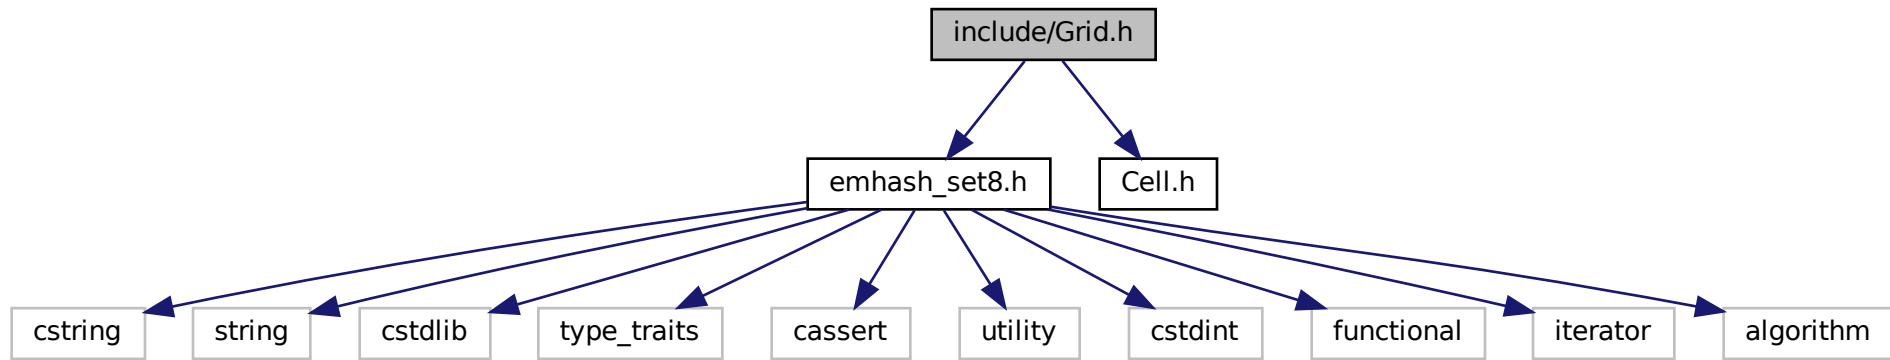 include/Grid.h
emhash_set8.h
Cell.h
cstring
string
cstdlib
type_traits
cassert
utility
cstdint
functional
iterator
algorithm